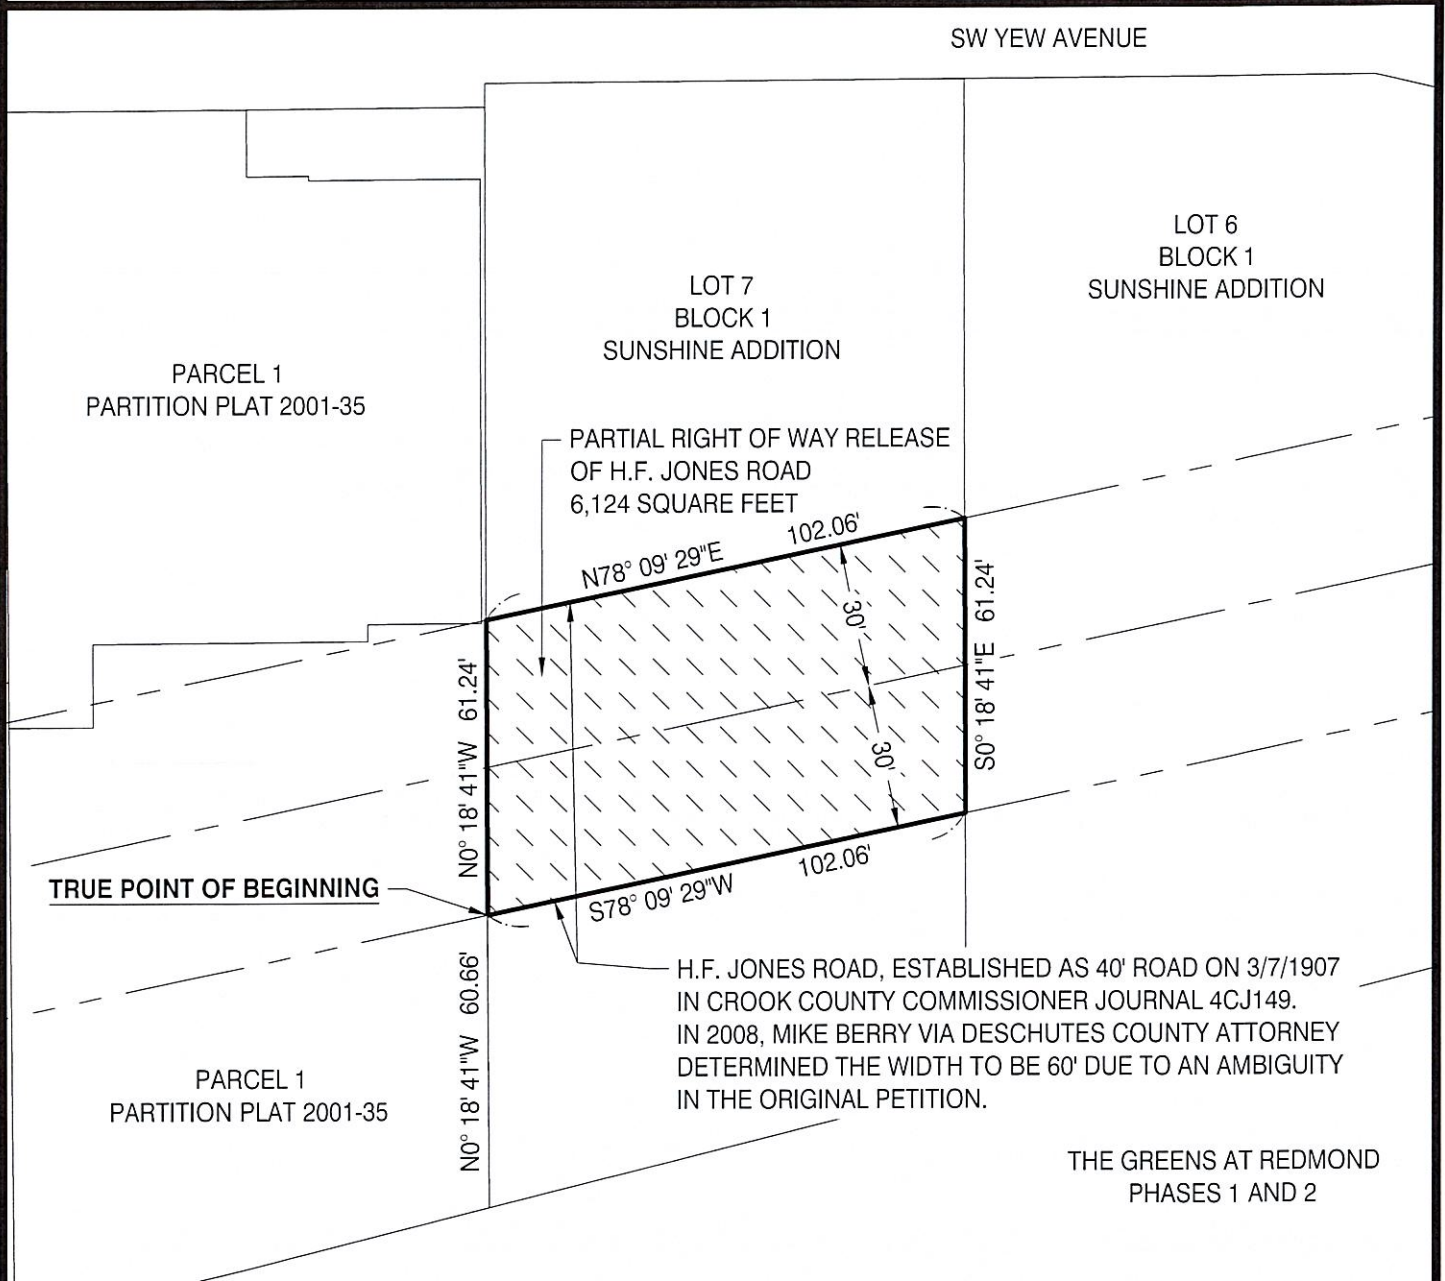 SW YEW AVENUE
LOT 6
BLOCK 1
SUNSHINE ADDITION
LOT 7
BLOCK 1
SUNSHINE ADDITION
PARCEL 1
PARTITION PLAT 2001-35
PARTIAL RIGHT OF WAY RELEASE
OF H.F. JONES ROAD
6,124 SQUARE FEET
N78° 09' 29"E 102.06'
30'
30'
S0° 18' 41"E 61.24'
N0° 18' 41"W 61.24'
S78° 09' 29"W 102.06'
TRUE POINT OF BEGINNING
N0° 18' 41"W 60.66'
H.F. JONES ROAD, ESTABLISHED AS 40' ROAD ON 3/7/1907
IN CROOK COUNTY COMMISSIONER JOURNAL 4CJ149.
IN 2008, MIKE BERRY VIA DESCHUTES COUNTY ATTORNEY
DETERMINED THE WIDTH TO BE 60' DUE TO AN AMBIGUITY
IN THE ORIGINAL PETITION.
PARCEL 1
PARTITION PLAT 2001-35
THE GREENS AT REDMOND
PHASES 1 AND 2